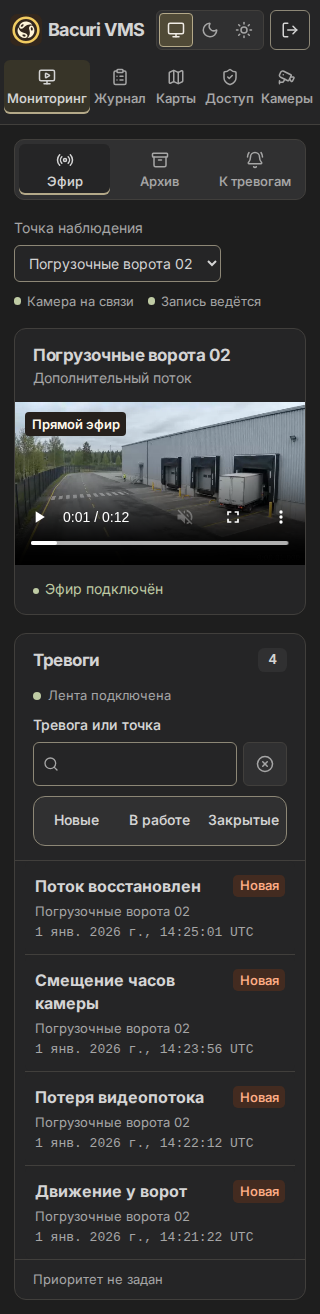 Bacuri VMS
Мониторинг Журнал Карты Доступ Камеры
Эфир Архив К тревогам
Точка наблюдения
Погрузочные ворота 02
Камера на связи Запись ведётся
Погрузочные ворота 02
Дополнительный поток
Прямой эфир
0:01 / 0:12
Эфир подключён
Тревоги 4
Лента подключена
Тревога или точка
Новые В работе Закрытые
Поток восстановлен Новая
Погрузочные ворота 02
1 янв. 2026 г., 14:25:01 UTC
Смещение часов Новая
камеры
Погрузочные ворота 02
1 янв. 2026 г., 14:23:56 UTC
Потеря видеопотока Новая
Погрузочные ворота 02
1 янв. 2026 г., 14:22:12 UTC
Движение у ворот Новая
Погрузочные ворота 02
1 янв. 2026 г., 14:21:22 UTC
Приоритет не задан